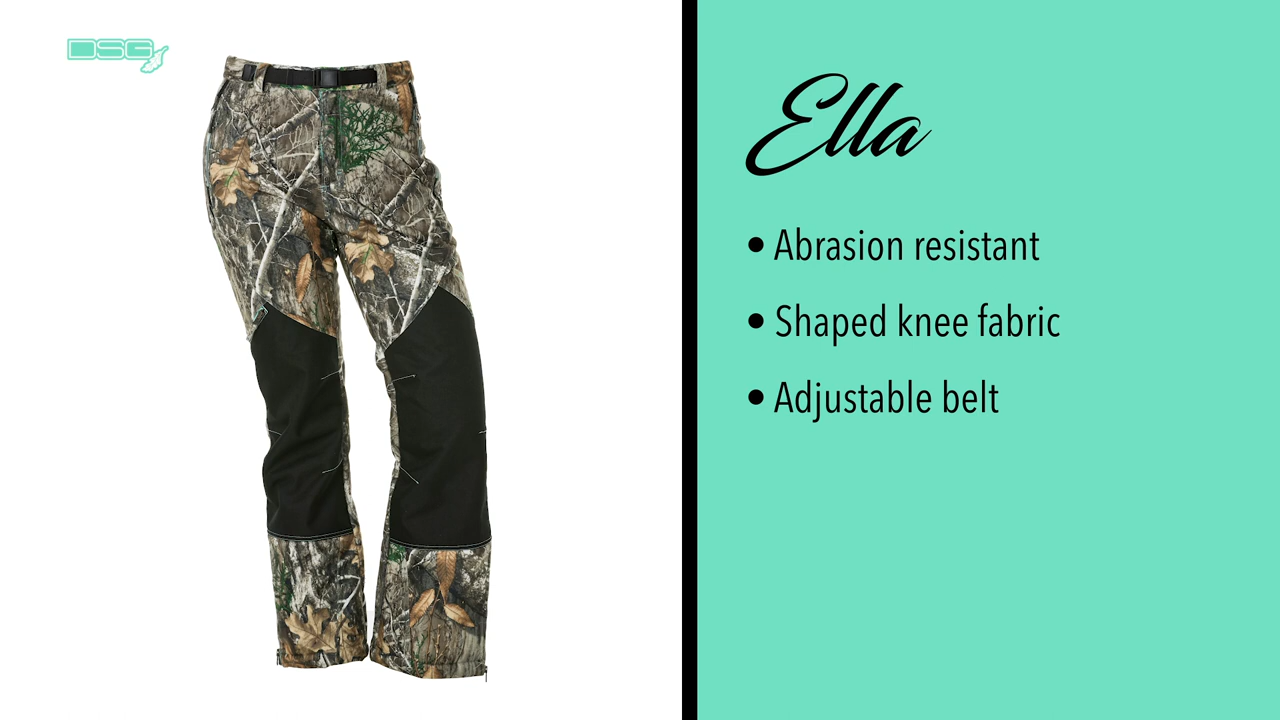 DSG
Ella
• Abrasion resistant
• Shaped knee fabric
• Adjustable belt